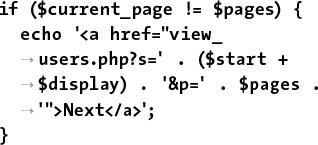 if ($current_page != $pages) {
echo '<a href="view_
→users.php?s=' . ($start +
→$display) . '&p=' . $pages .
→'">Next</a>';
}